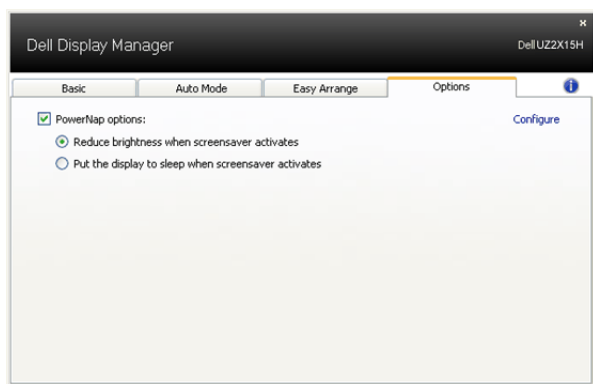 ×
Dell Display Manager
Dell UZ2X15H
Basic Auto Mode Easy Arrange Options
PowerNap options: Configure
Reduce brightness when screensaver activates
Put the display to sleep when screensaver activates